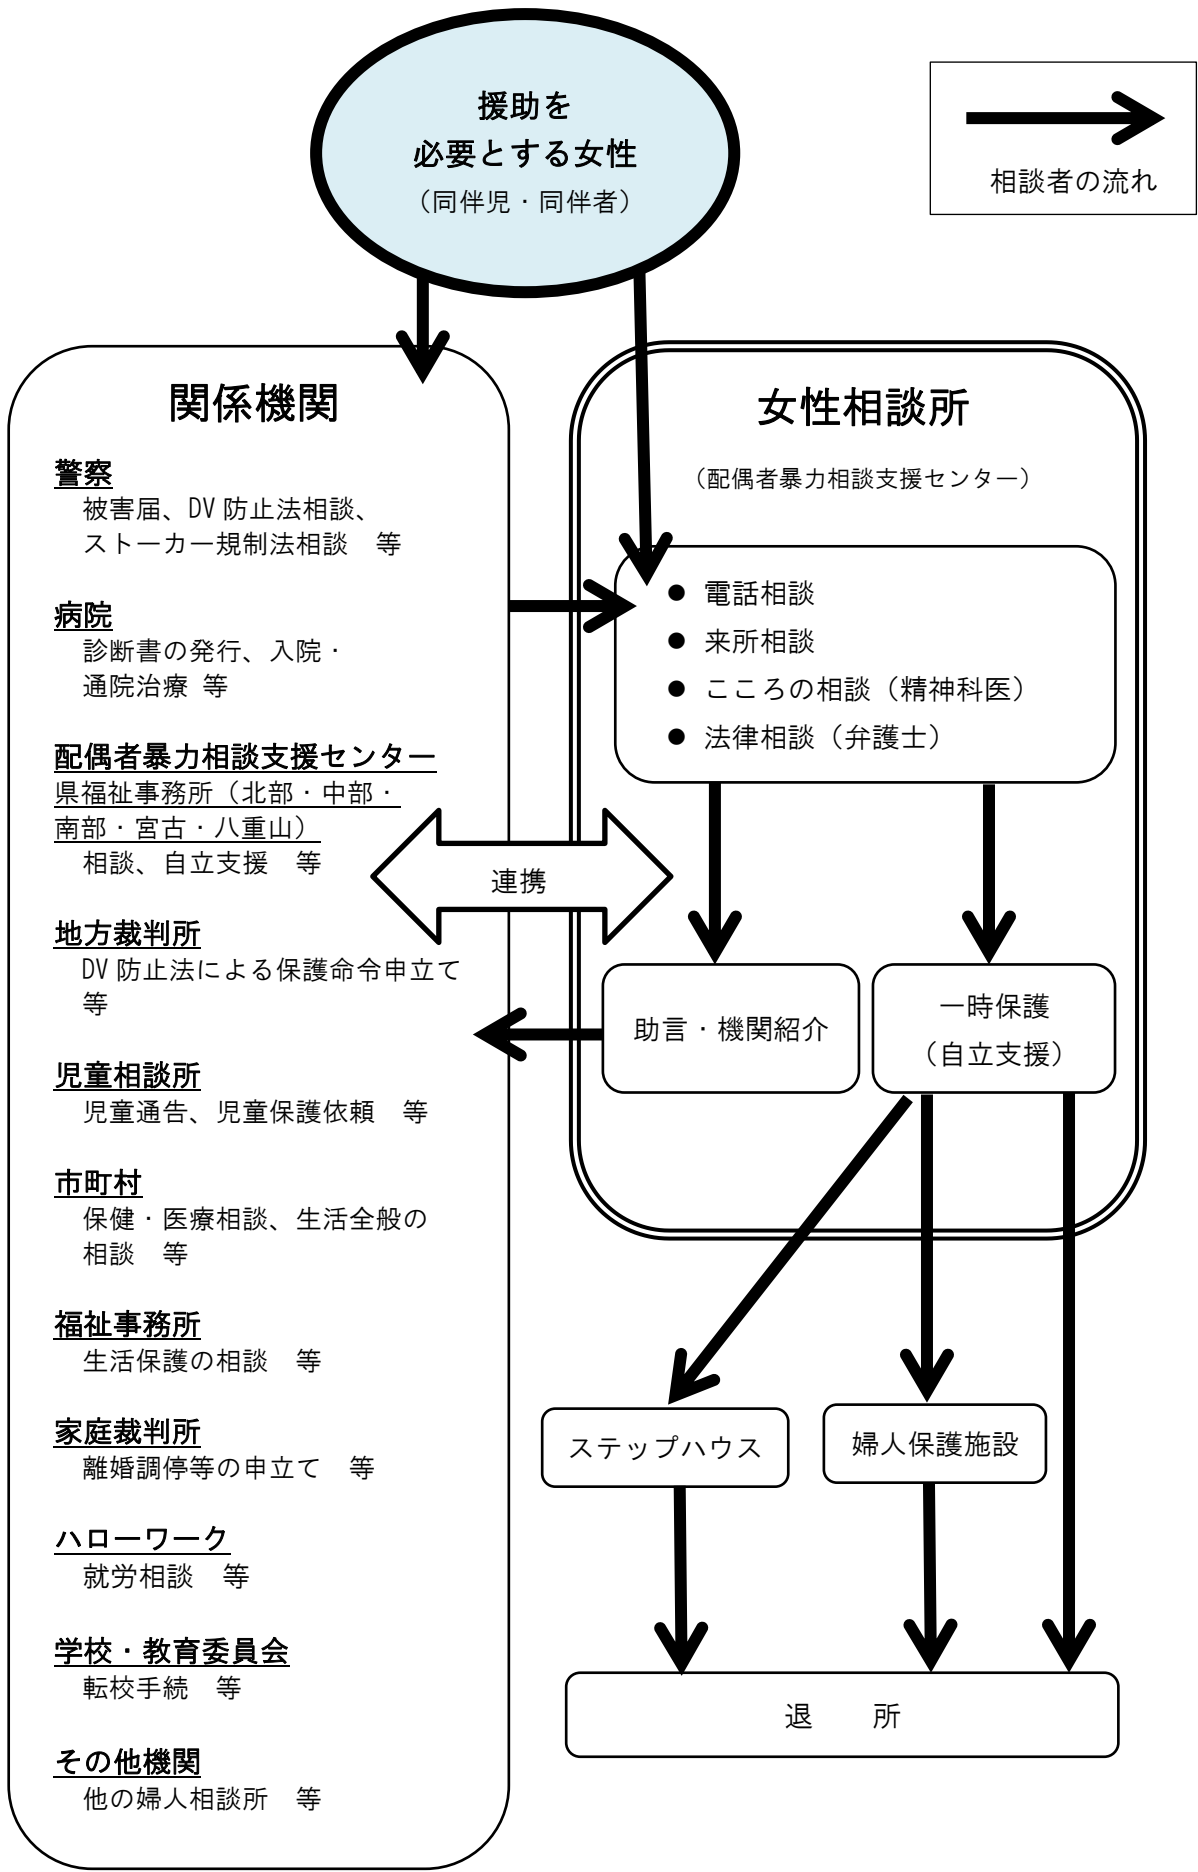 援助を
必要とする女性
（同伴児・同伴者）
相談者の流れ
関係機関
警察
被害届、DV防止法相談、
ストーカー規制法相談　等
病院
診断書の発行、入院・
通院治療 等
配偶者暴力相談支援センター
県福祉事務所（北部・中部・
南部・宮古・八重山）
相談、自立支援　等
地方裁判所
DV防止法による保護命令申立て
等
児童相談所
児童通告、児童保護依頼　等
市町村
保健・医療相談、生活全般の
相談　等
福祉事務所
生活保護の相談　等
家庭裁判所
離婚調停等の申立て　等
ハローワーク
就労相談　等
学校・教育委員会
転校手続　等
その他機関
他の婦人相談所　等
連携
女性相談所
（配偶者暴力相談支援センター）
● 電話相談
● 来所相談
● こころの相談（精神科医）
● 法律相談（弁護士）
助言・機関紹介
一時保護
（自立支援）
ステップハウス
婦人保護施設
退　　所